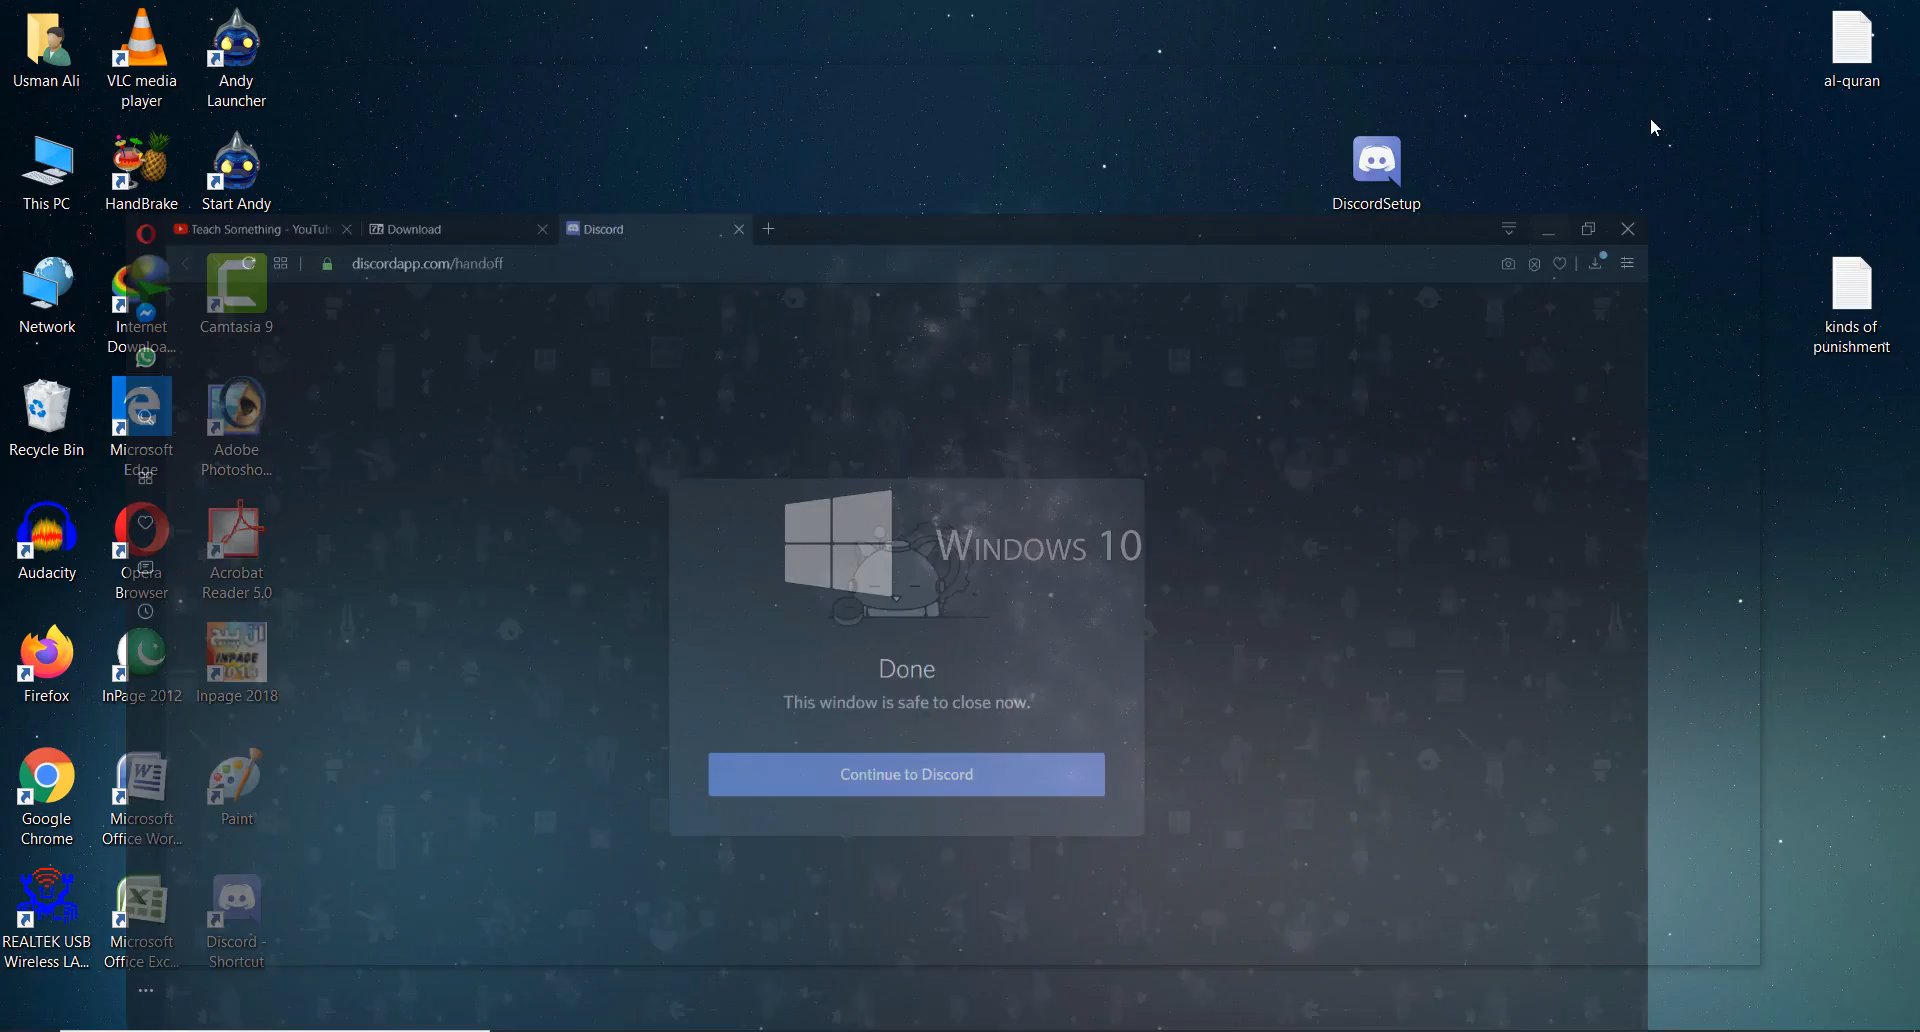 Usman Ali
VLC media
player
Andy
Launcher
al-quran
This PC
HandBrake
Start Andy
DiscordSetup
Teach Something - YouTub
Download
Discord
discordapp.com/handoff
Network
Internet
Downloa...
Camtasia 9
kinds of
punishment
Recycle Bin
Microsoft
Edge
Adobe
Photosho...
WINDOWS 10
Audacity
Opera
Browser
Acrobat
Reader 5.0
Done
This window is safe to close now.
Firefox
InPage 2012
ان پیج
INPAGE
2018
Inpage 2018
Continue to Discord
Google
Chrome
Microsoft
Office Wor...
Paint
REALTEK USB
Wireless LA...
Microsoft
Office Exc...
Discord -
Shortcut